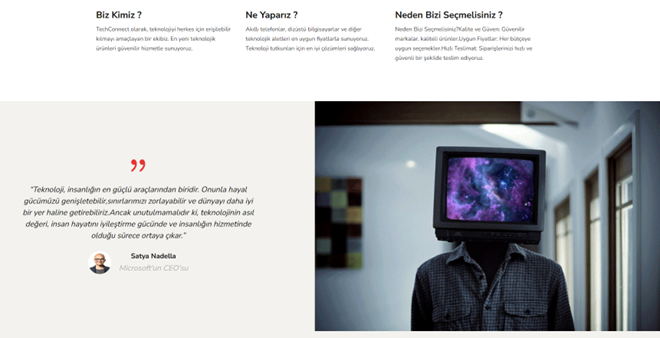 Biz Kimiz ?
TechConnect olarak, teknolojiyi herkes için erişilebilir
kılmayı amaçlayan bir ekibiz. En yeni teknolojik
ürünleri güvenilir hizmetle sunuyoruz.
Ne Yaparız ?
Akıllı telefonlar, dizüstü bilgisayarlar ve diğer
teknolojik aletleri en uygun fiyatlarla sunuyoruz.
Teknoloji tutkunları için en iyi çözümleri sağlıyoruz.
Neden Bizi Seçmelisiniz ?
Neden Bizi Seçmelisiniz?Kalite ve Güven: Güvenilir
markalar, kaliteli ürünler.Uygun Fiyatlar: Her bütçeye
uygun seçenekler.Hızlı Teslimat: Siparişlerinizi hızlı ve
güvenli bir şekilde teslim ediyoruz.
“Teknoloji, insanlığın en güçlü araçlarından biridir. Onunla hayal
gücümüzü genişletebilir,sınırlarımızı zorlayabilir ve dünyayı daha iyi
bir yer haline getirebiliriz.Ancak unutulmamalıdır ki, teknolojinin asıl
değeri, insan hayatını iyileştirme gücünde ve insanlığın hizmetinde
olduğu sürece ortaya çıkar.”
Satya Nadella
Microsoft'un CEO'su